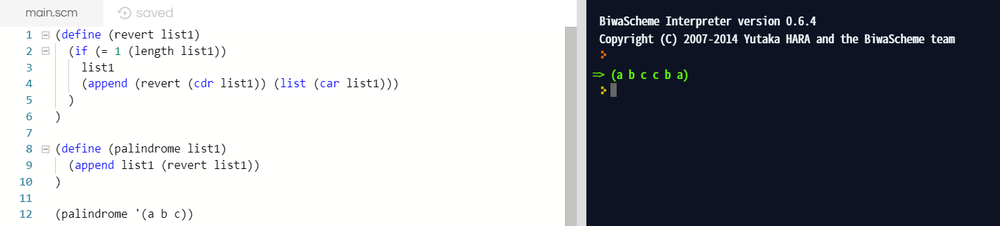 main.scm saved
1 (define (revert list1)
2 (if (= 1 (length list1))
3 list1
4 (append (revert (cdr list1)) (list (car list1)))
5 )
6 )
7
8 (define (palindrome list1)
9 (append list1 (revert list1))
10 )
11
12 (palindrome '(a b c))
BiwaScheme Interpreter version 0.6.4
Copyright (C) 2007-2014 Yutaka HARA and the BiwaScheme team
=> (a b c c b a)